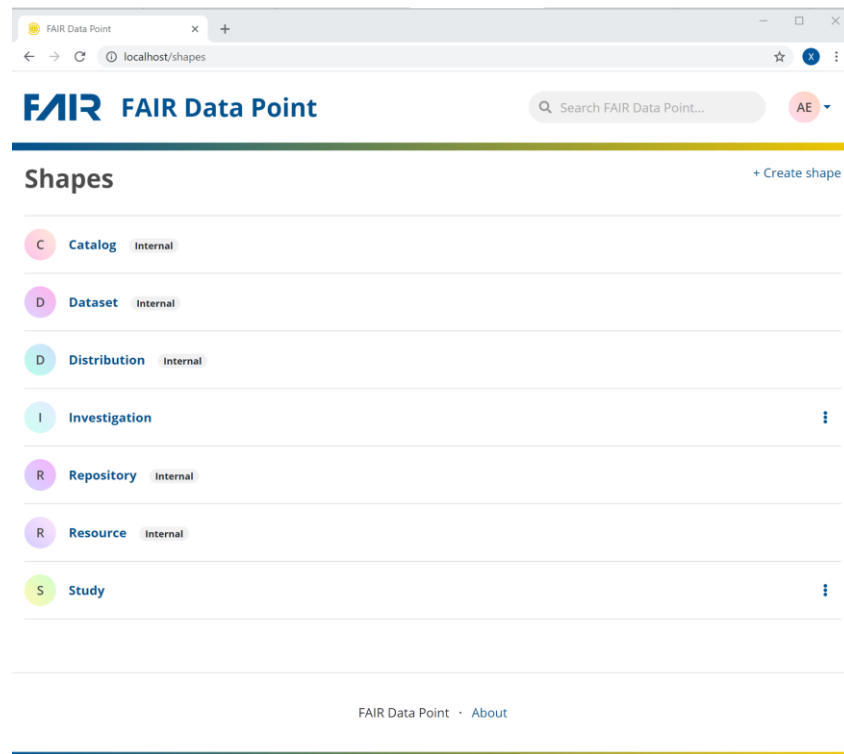 FAIR Data Point
localhost/shapes
X
FAIR FAIR Data Point
Search FAIR Data Point...
AE
Shapes
+ Create shape
C Catalog Internal
D Dataset Internal
D Distribution Internal
I Investigation
R Repository Internal
R Resource Internal
S Study
FAIR Data Point · About